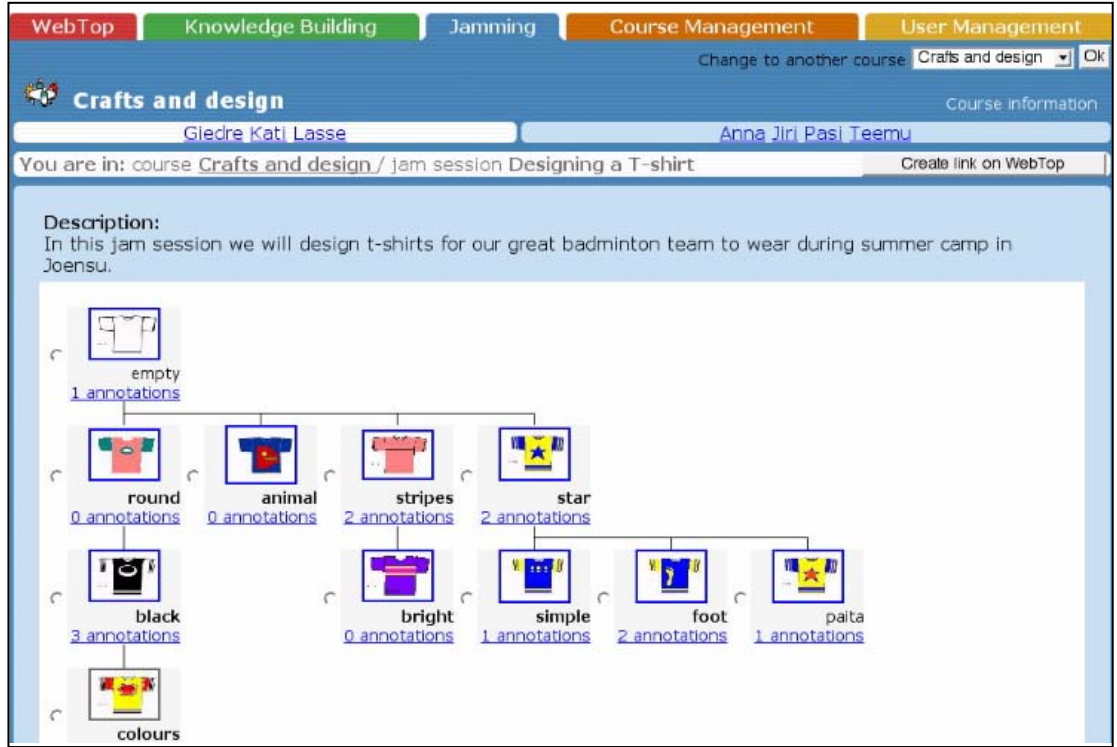 WebTop Knowledge Building Jamming Course Management User Management
Change to another course Crafts and design Ok
Crafts and design Course information
Giedre Kati Lasse Anna Jiri Pasi Teemu
You are in: course Crafts and design / jam session Designing a T-shirt Create link on WebTop
Description:
In this jam session we will design t-shirts for our great badminton team to wear during summer camp in
Joensu.
empty
1 annotations
round animal stripes star
0 annotations 0 annotations 2 annotations 2 annotations
black bright simple foot paita
3 annotations 0 annotations 1 annotations 2 annotations 1 annotations
colours